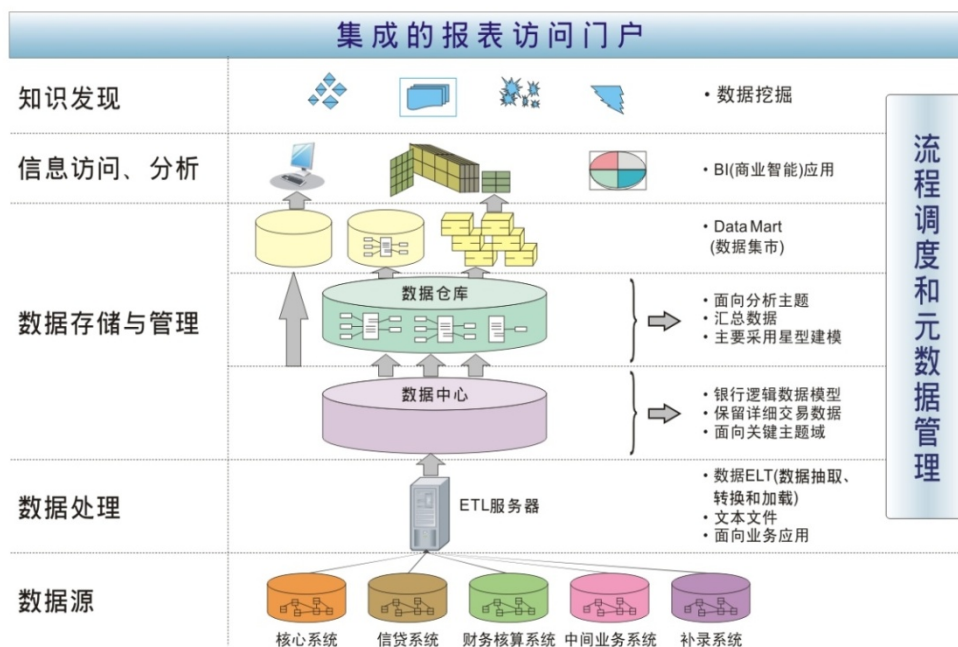 集成的报表访问门户
知识发现
·数据挖掘
信息访问、分析
·BI(商业智能)应用
·Data Mart
(数据集市)
数据存储与管理
数据仓库
·面向分析主题
·汇总数据
·主要采用星型建模
数据中心
·银行逻辑数据模型
·保留详细交易数据
·面向关键主题域
数据处理
ETL服务器
·数据ELT(数据抽取、
转换和加载)
·文本文件
·面向业务应用
数据源
核心系统
信贷系统
财务核算系统
中间业务系统
补录系统
流程调度和元数据管理